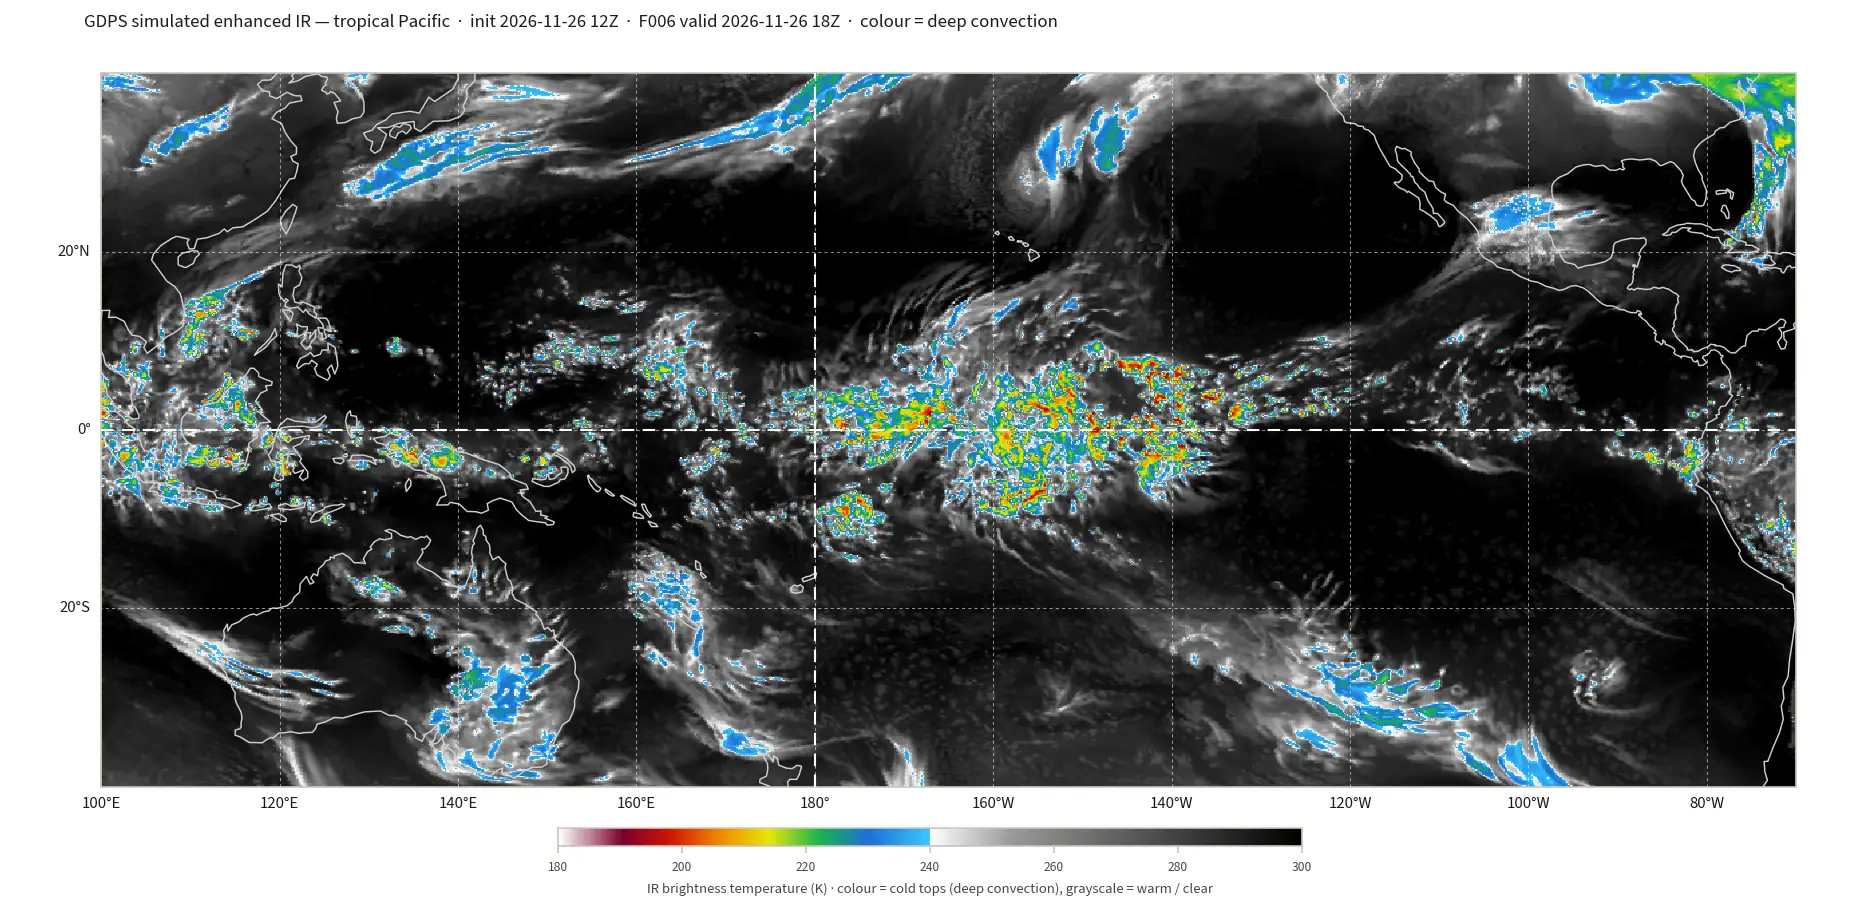 GDPS simulated enhanced IR — tropical Pacific · init 2026-11-26 12Z · F006 valid 2026-11-26 18Z · colour = deep convection
20°N
0°
20°S
100°E 120°E 140°E 160°E 180° 160°W 140°W 120°W 100°W 80°W
180 200 220 240 260 280 300
IR brightness temperature (K) · colour = cold tops (deep convection), grayscale = warm / clear